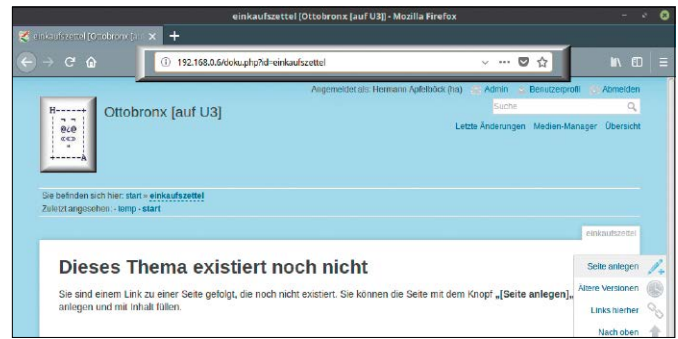 einkaufszettel [Ottobronx [auf U3]] - Mozilla Firefox
einkaufszettel [Ottobronx [au
192.168.0.6/doku.php?id=einkaufszettel
Angemeldet als: Hermann Apfelböck (ha) Admin Benutzerprofil Abmelden
Ottobronx [auf U3]
Suche
Letzte Änderungen Medien-Manager Übersicht
Sie befinden sich hier: start » einkaufszettel
Zuletzt angesehen: • temp • start
einkaufszettel
Dieses Thema existiert noch nicht
Sie sind einem Link zu einer Seite gefolgt, die noch nicht existiert. Sie können die Seite mit dem Knopf „[Seite anlegen]„
anlegen und mit Inhalt füllen.
Seite anlegen
Ältere Versionen
Links hierher
Nach oben